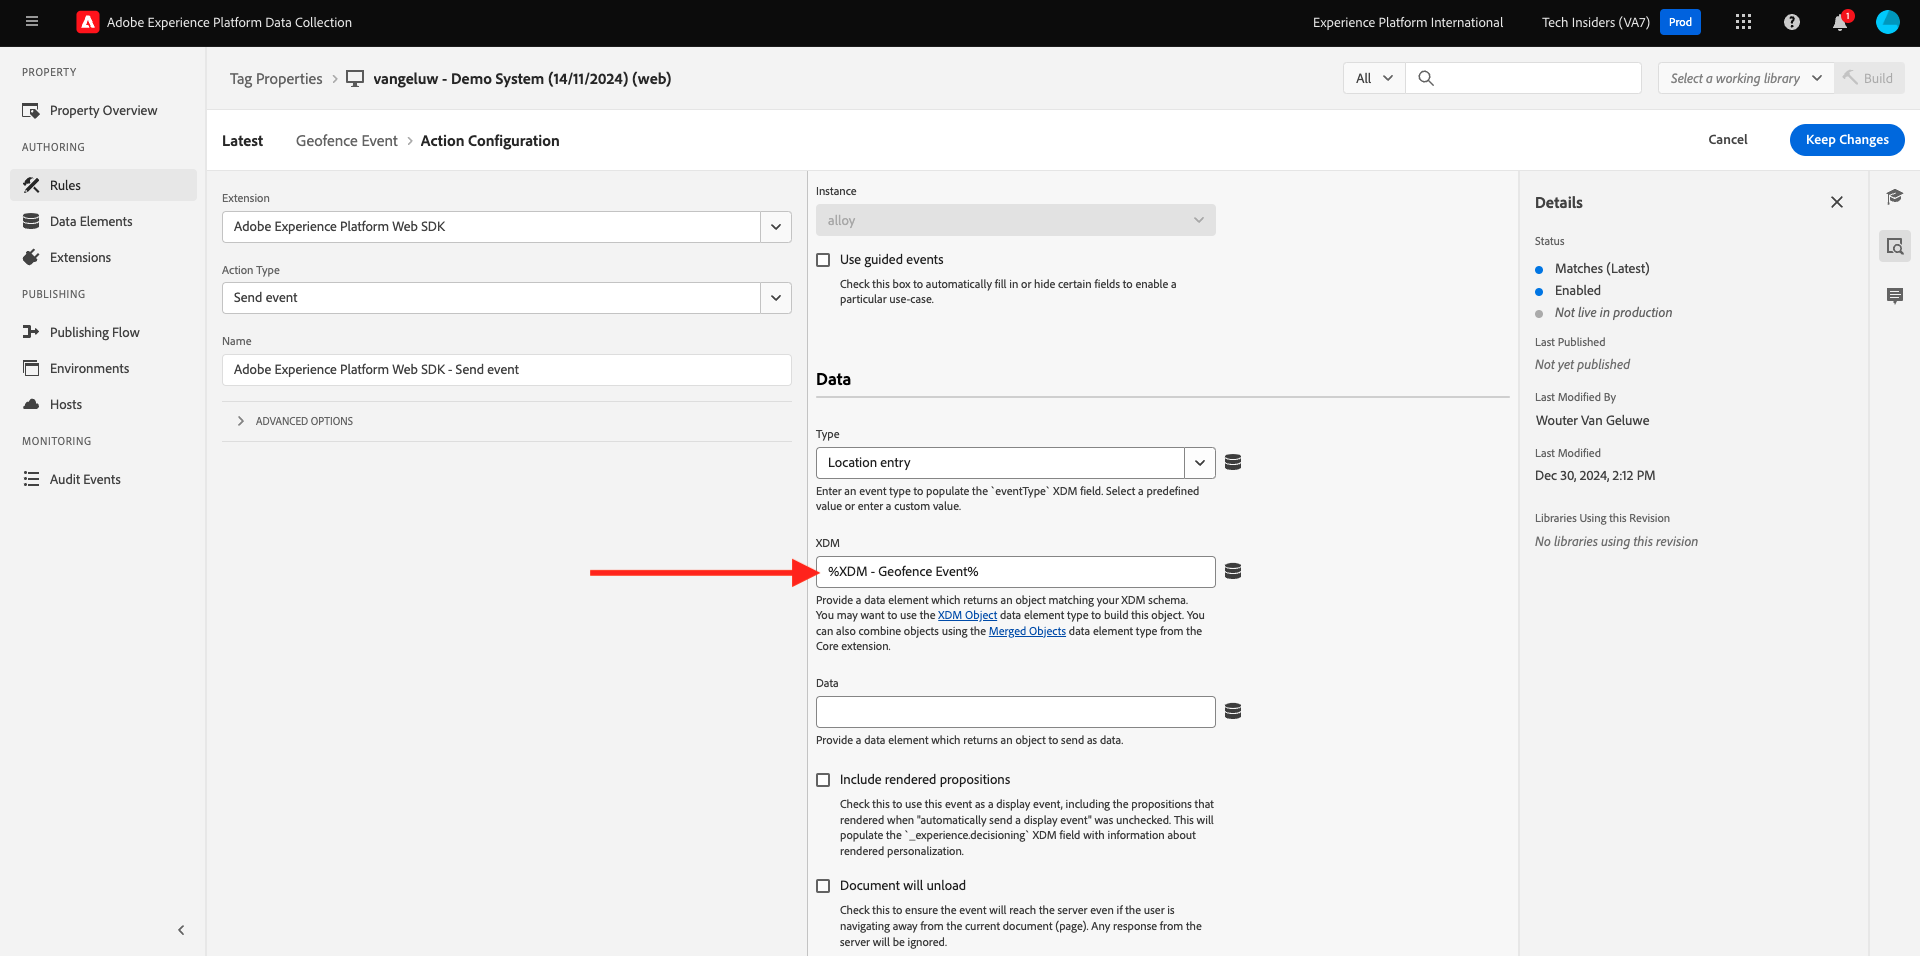 Adobe Experience Platform Data Collection
Experience Platform International
Tech Insiders (VA7)
Prod
1
PROPERTY
Property Overview
AUTHORING
Rules
Data Elements
Extensions
PUBLISHING
Publishing Flow
Environments
Hosts
MONITORING
Audit Events
Tag Properties
vangeluw - Demo System (14/11/2024) (web)
All
Select a working library
Build
Latest
Geofence Event
Action Configuration
Cancel
Keep Changes
Extension
Adobe Experience Platform Web SDK
Action Type
Send event
Name
Adobe Experience Platform Web SDK - Send event
ADVANCED OPTIONS
Instance
alloy
Use guided events
Check this box to automatically fill in or hide certain fields to enable a
particular use-case.
Data
Type
Location entry
Enter an event type to populate the `eventType` XDM field. Select a predefined
value or enter a custom value.
XDM
%XDM - Geofence Event%
Provide a data element which returns an object matching your XDM schema.
You may want to use the XDM Object data element type to build this object. You
can also combine objects using the Merged Objects data element type from the
Core extension.
Data
Provide a data element which returns an object to send as data.
Include rendered propositions
Check this to use this event as a display event, including the propositions that
rendered when "automatically send a display event" was unchecked. This will
populate the `_experience.decisioning` XDM field with information about
rendered personalization.
Document will unload
Check this to ensure the event will reach the server even if the user is
navigating away from the current document (page). Any response from the
server will be ignored.
Details
Status
Matches (Latest)
Enabled
Not live in production
Last Published
Not yet published
Last Modified By
Wouter Van Geluwe
Last Modified
Dec 30, 2024, 2:12 PM
Libraries Using this Revision
No libraries using this revision